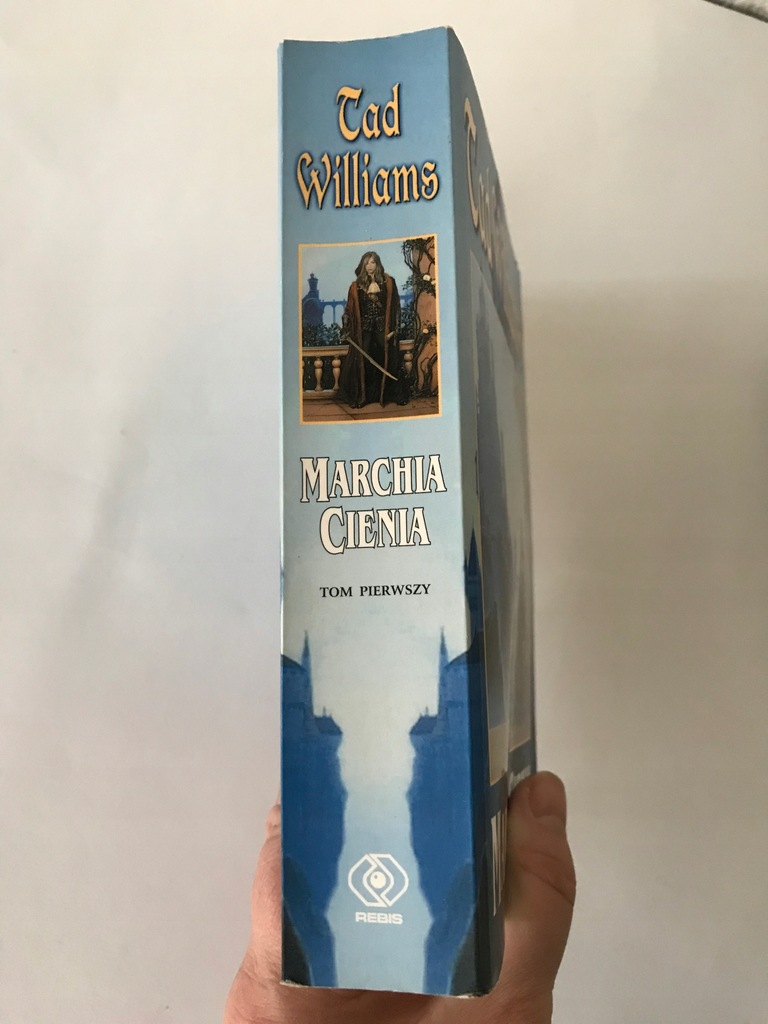 Tad
Williams
MARCHIA
CIENIA
TOM PIERWSZY
REBIS